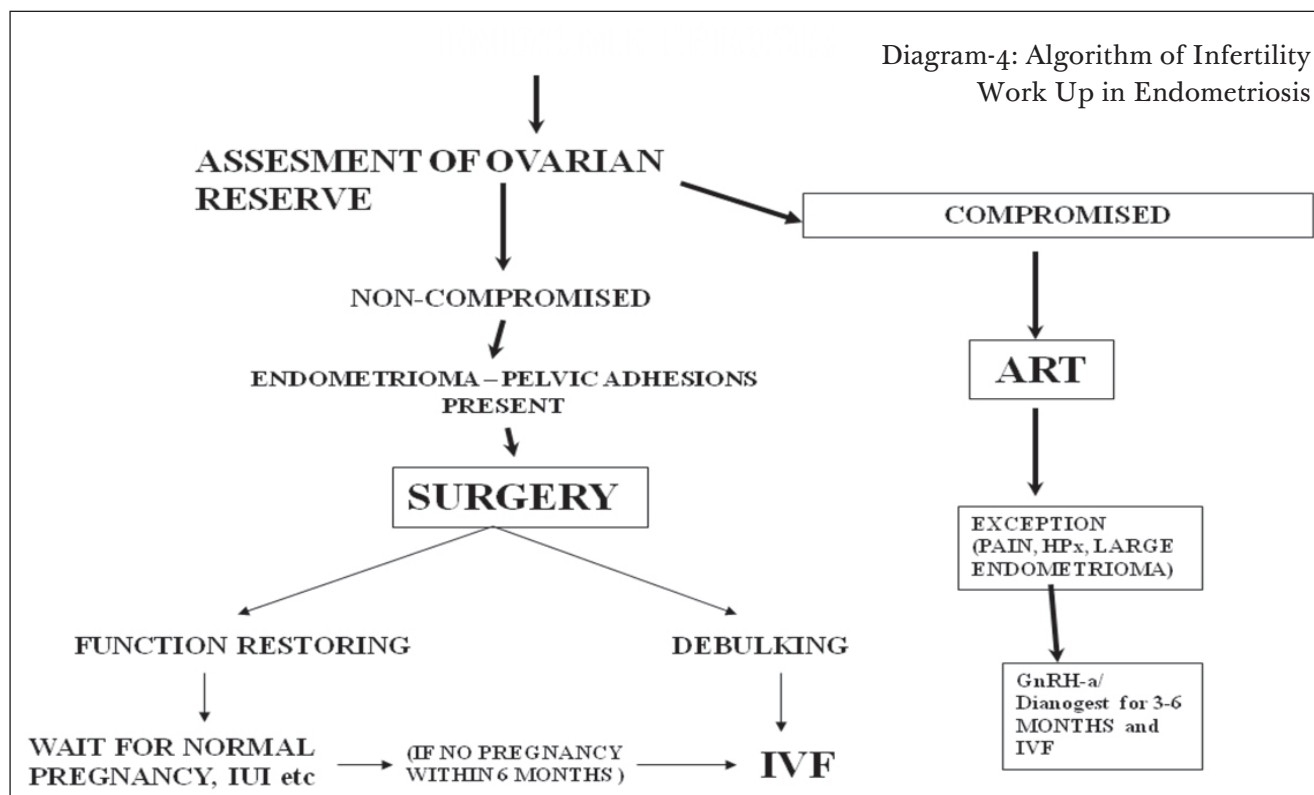 Diagram-4: Algorithm of Infertility
Work Up in Endometriosis
ASSESMENT OF OVARIAN
RESERVE
COMPROMISED
NON-COMPROMISED
ENDOMETRIOMA – PELVIC ADHESIONS
PRESENT
ART
SURGERY
EXCEPTION
(PAIN, HPx, LARGE
ENDOMETRIOMA)
FUNCTION RESTORING
DEBULKING
GnRH-a/
Dianogest for 3-6
MONTHS and
IVF
WAIT FOR NORMAL
PREGNANCY, IUI etc
(IF NO PREGNANCY
WITHIN 6 MONTHS )
IVF